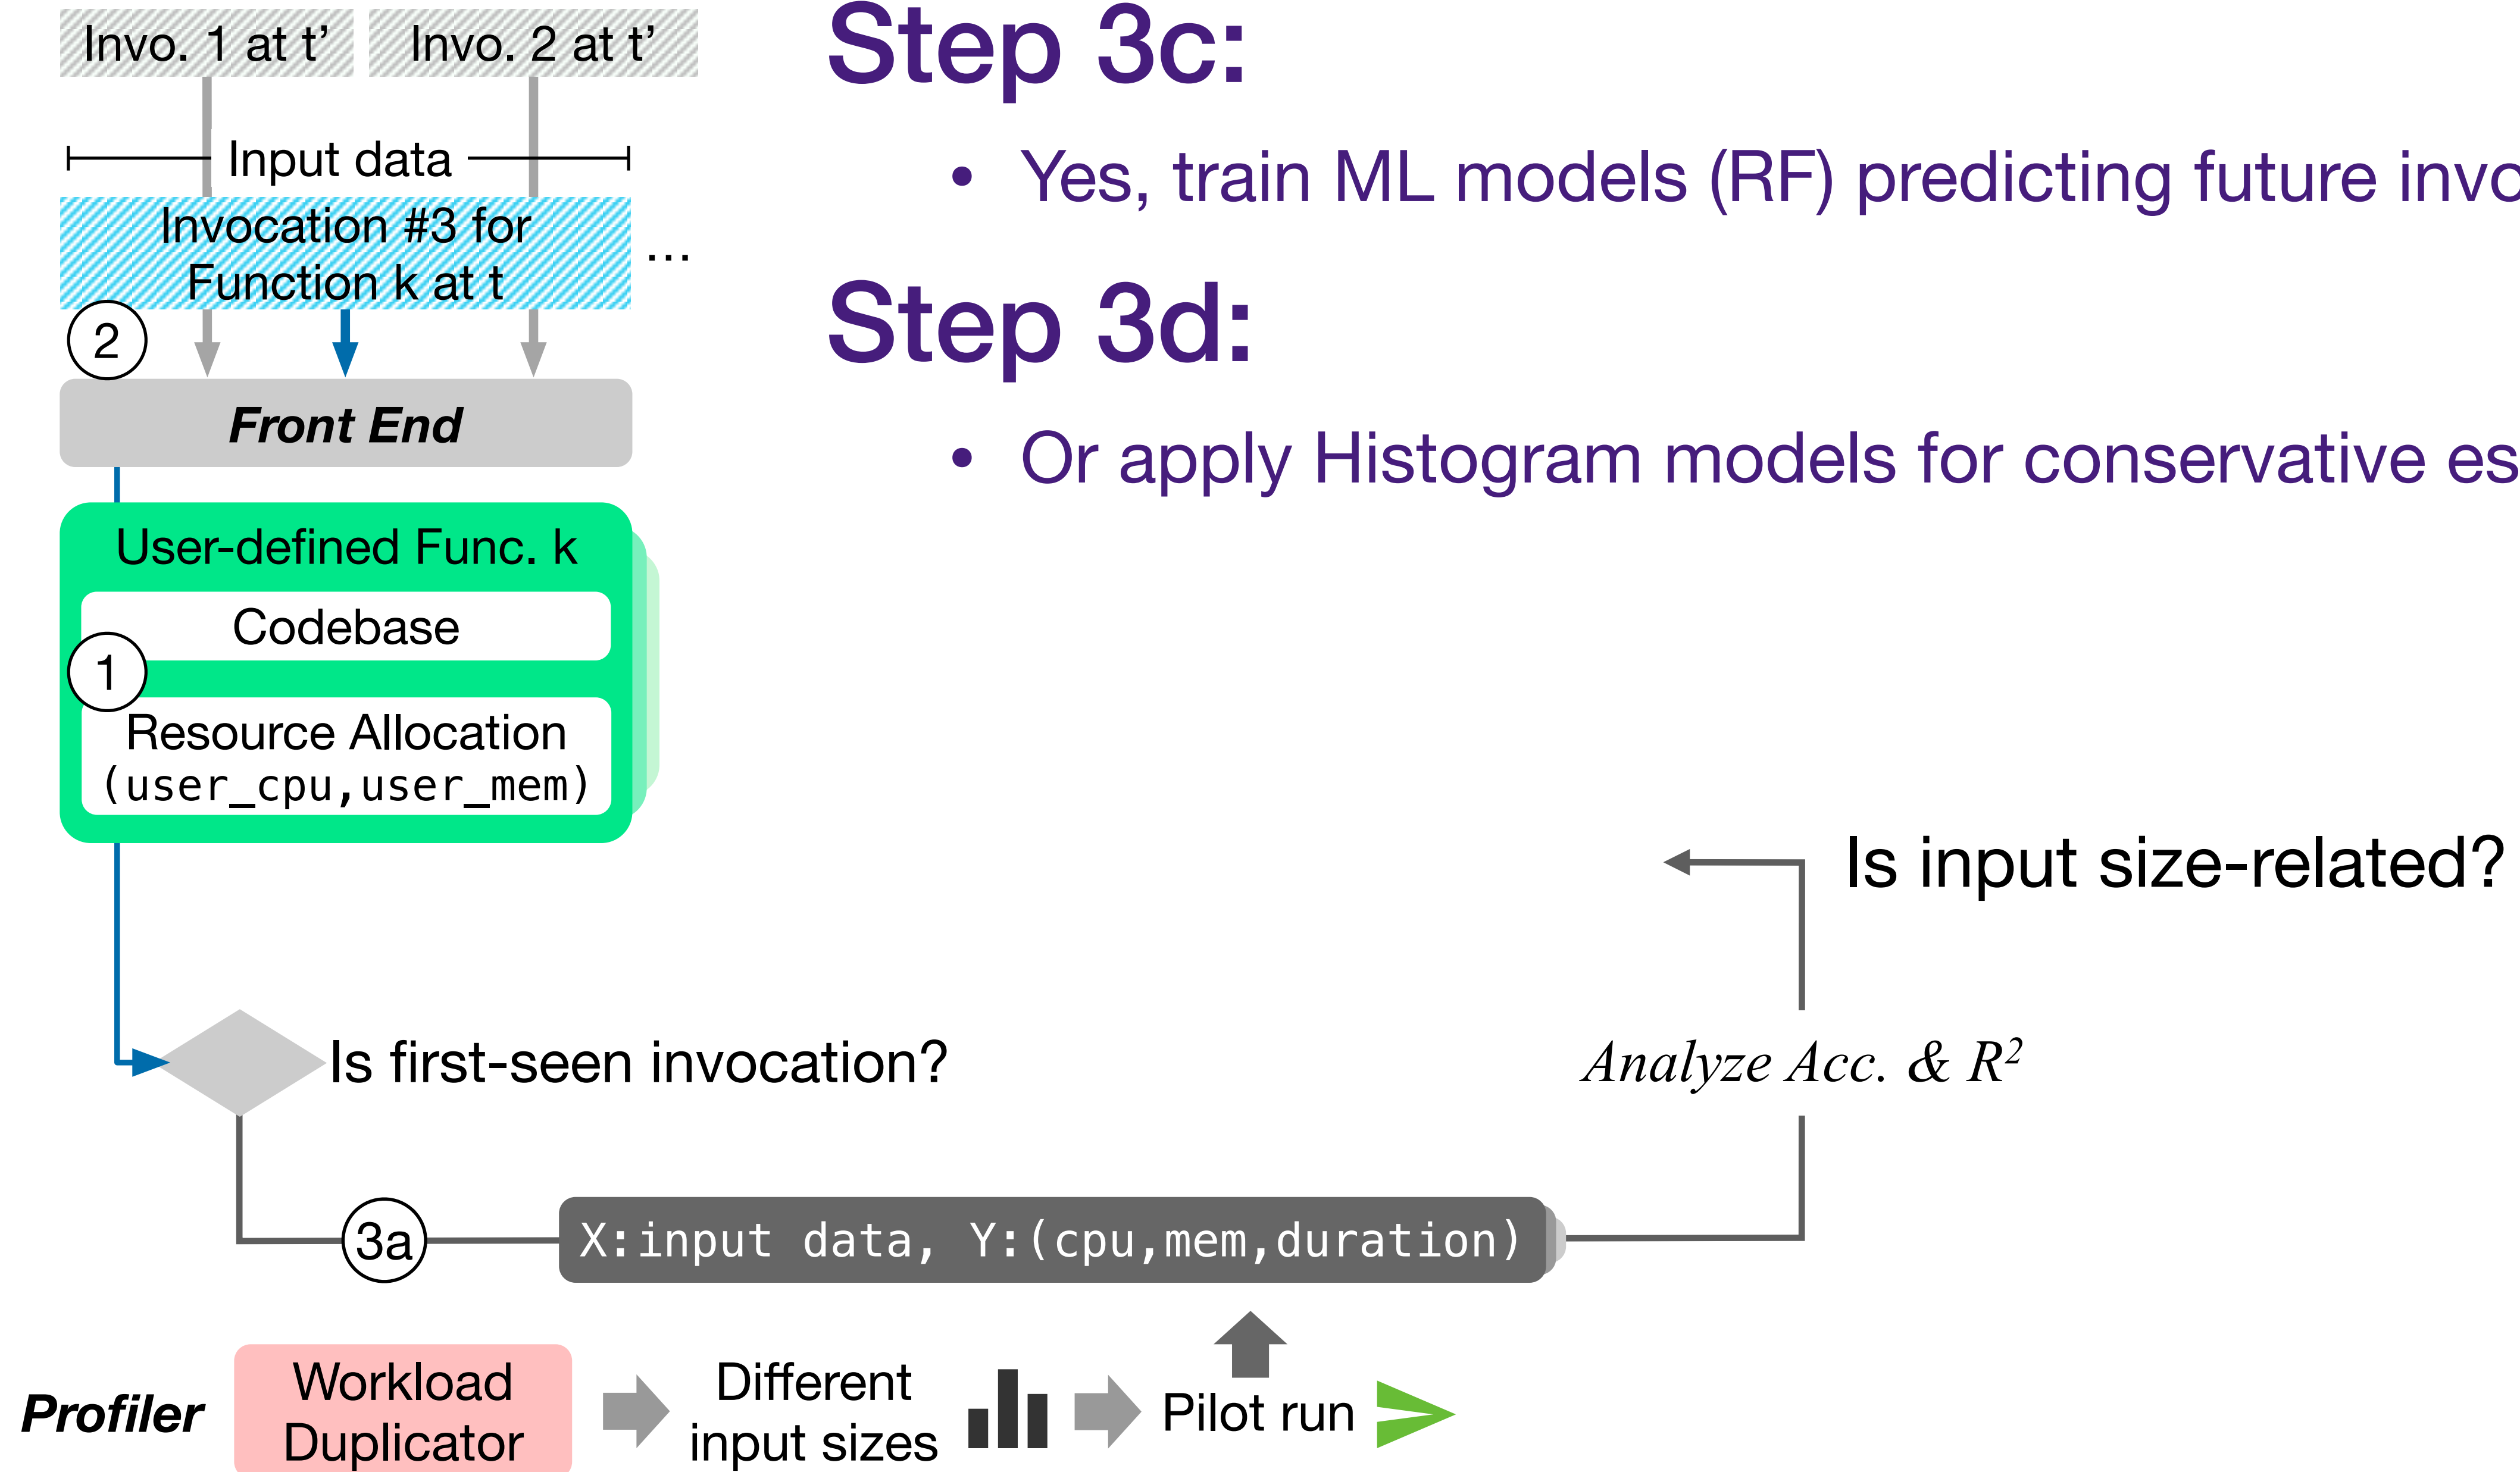 Invo. 1 at t’ Invo. 2 at t’
Input data
Invocation #3 for
Function k at t
...
2
Front End
User-defined Func. k
Codebase
1
Resource Allocation
(user_cpu,user_mem)
Step 3c:
• Yes, train ML models (RF) predicting future
Step 3d:
• Or apply Histogram models for conservative
Is input size-related?
Is first-seen invocation?
Analyze Acc. & R²
3a
X:input data, Y:(cpu,mem,duration)
Profiler
Workload
Duplicator
Different
input sizes
Pilot run